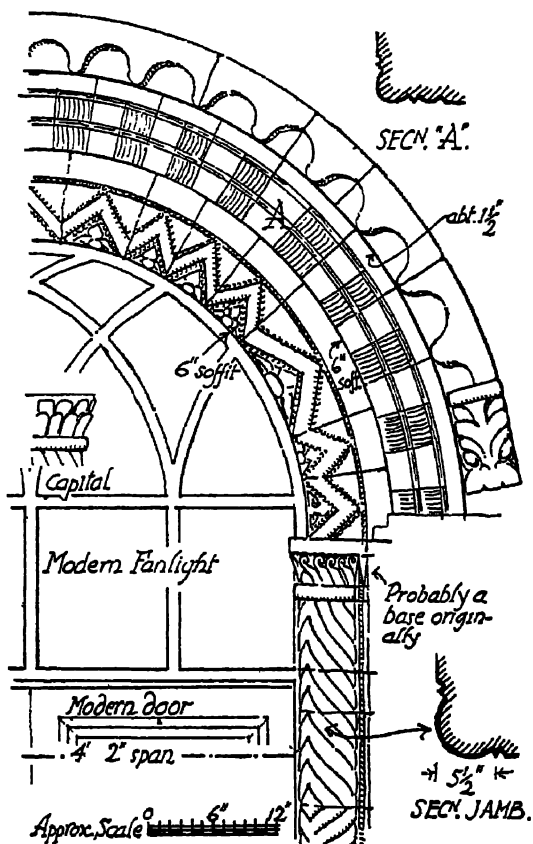 SECN. "A".
A
abt. 1½"
6" soffit
6" soff.
Capital
Modern Fanlight
Probably a
base origin-
ally
Modern door
4' 2" span
5½"
SECN. JAMB.
Approx. Scale 0 6" 12"